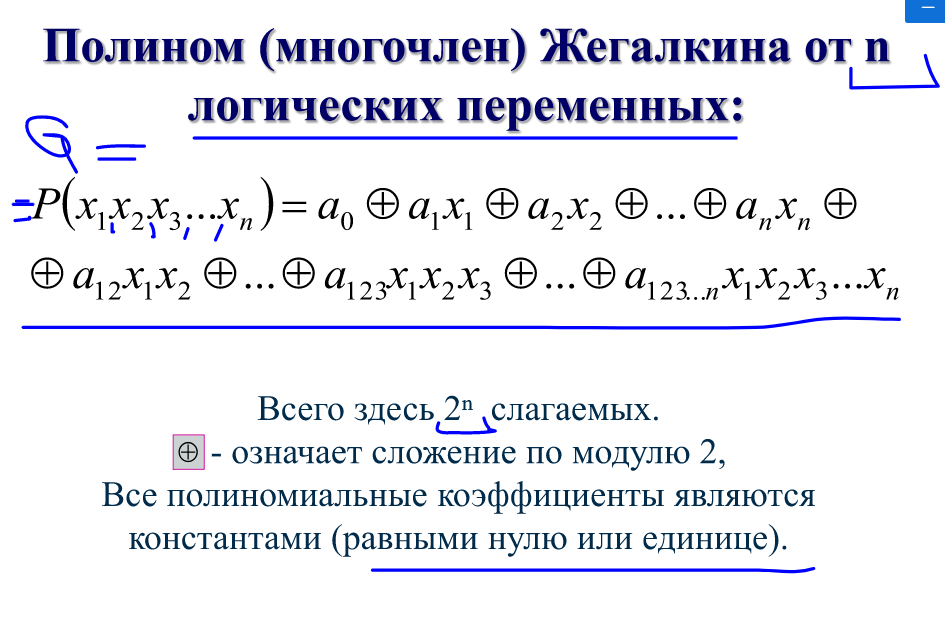 Полином (многочлен) Жегалкина от n
логических переменных:
G =
=P(x₁x₂x₃...xₙ) = a₀ ⊕ a₁x₁ ⊕ a₂x₂ ⊕ ... ⊕ aₙxₙ ⊕
⊕ a₁₂x₁x₂ ⊕ ... ⊕ a₁₂₃x₁x₂x₃ ⊕ ... ⊕ a₁₂₃...ₙx₁x₂x₃...xₙ
Всего здесь 2ⁿ слагаемых.
⊕ - означает сложение по модулю 2,
Все полиномиальные коэффициенты являются
константами (равными нулю или единице).